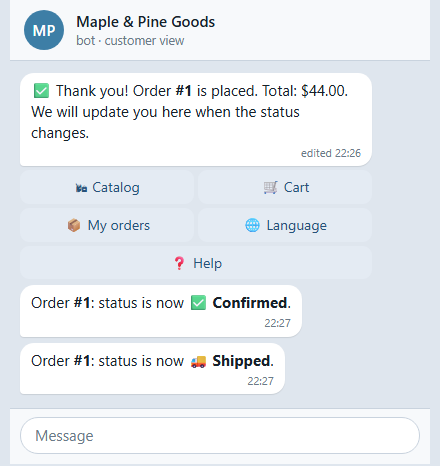 MP
Maple & Pine Goods
bot · customer view
✅ Thank you! Order #1 is placed. Total: $44.00.
We will update you here when the status
changes.
edited 22:26
Catalog
🛒 Cart
📦 My orders
🌐 Language
❓ Help
Order #1: status is now ✅ Confirmed.
22:27
Order #1: status is now 🚚 Shipped.
22:27
Message